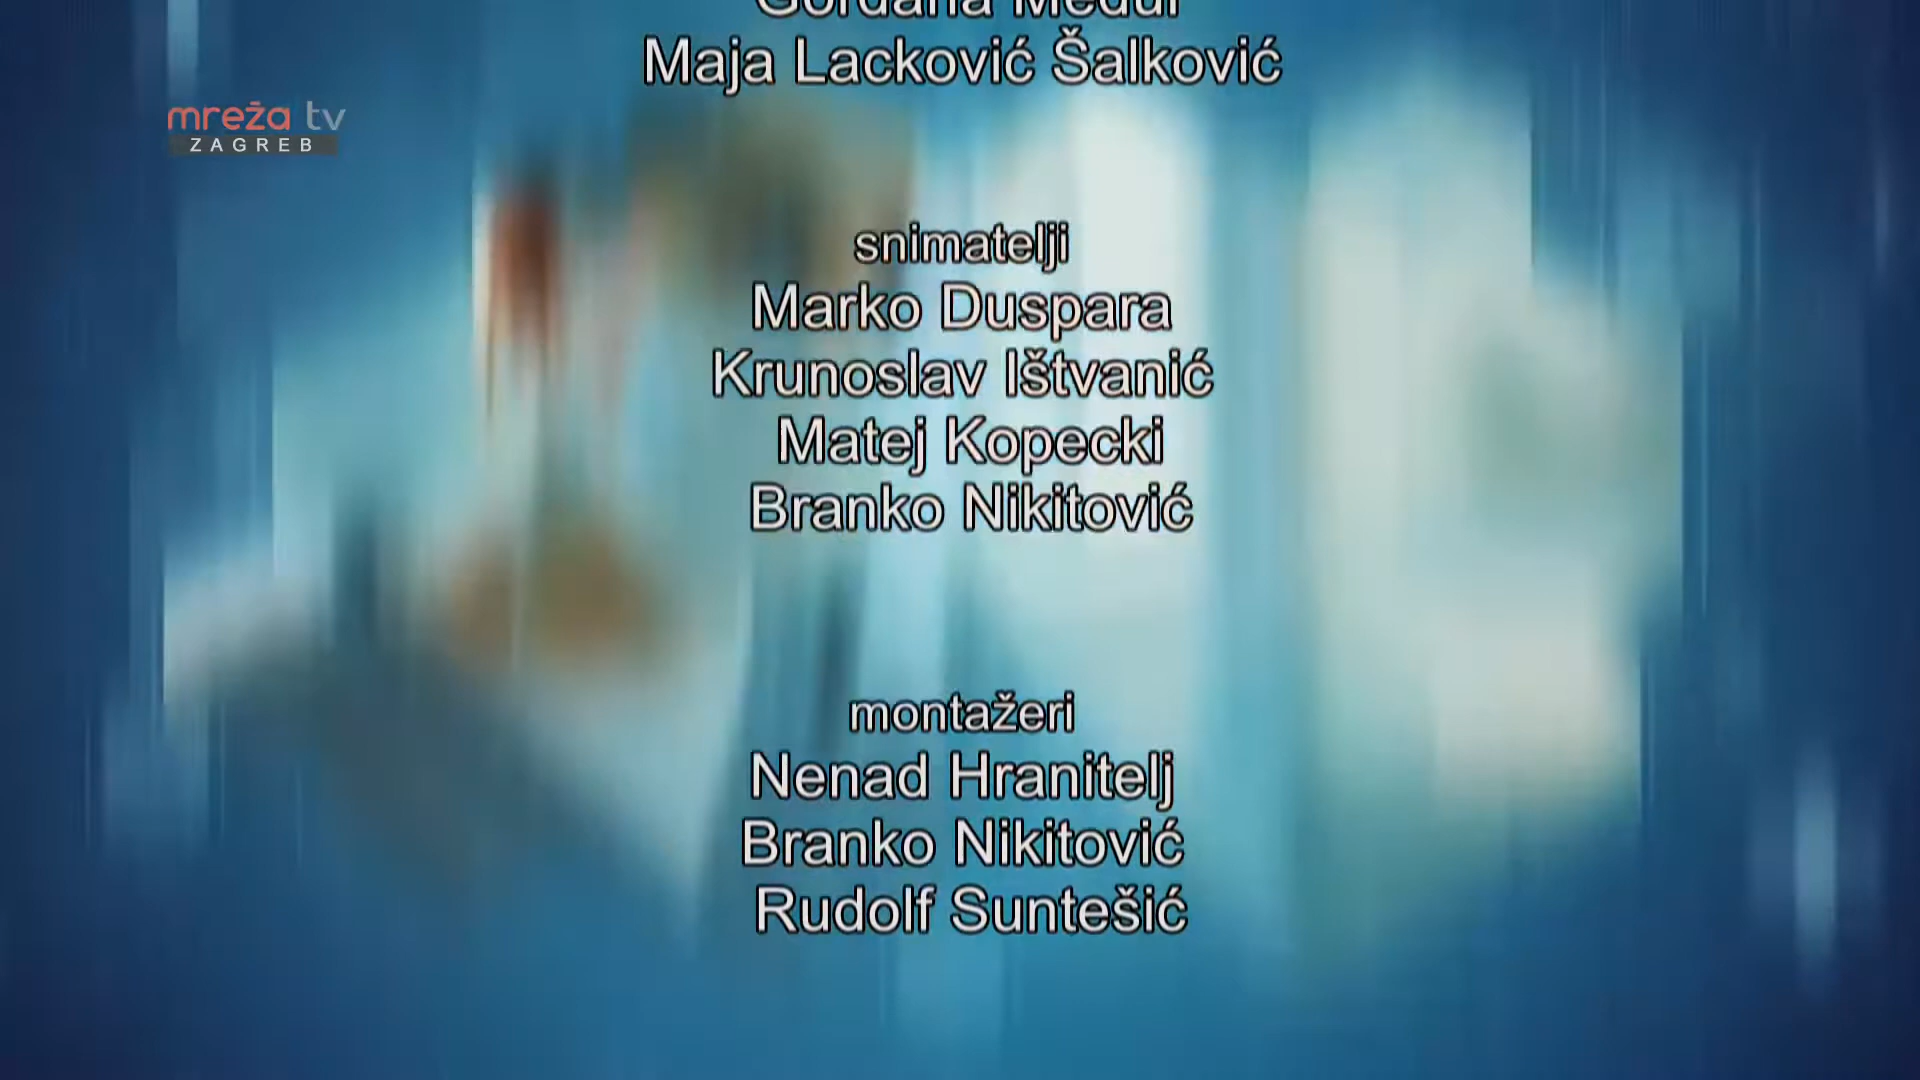 Maja Lacković Šalković
mreža tv
ZAGREB
snimatelji
Marko Duspara
Krunoslav Ištvanić
Matej Kopecki
Branko Nikitović
montažeri
Nenad Hranitelj
Branko Nikitović
Rudolf Suntešić